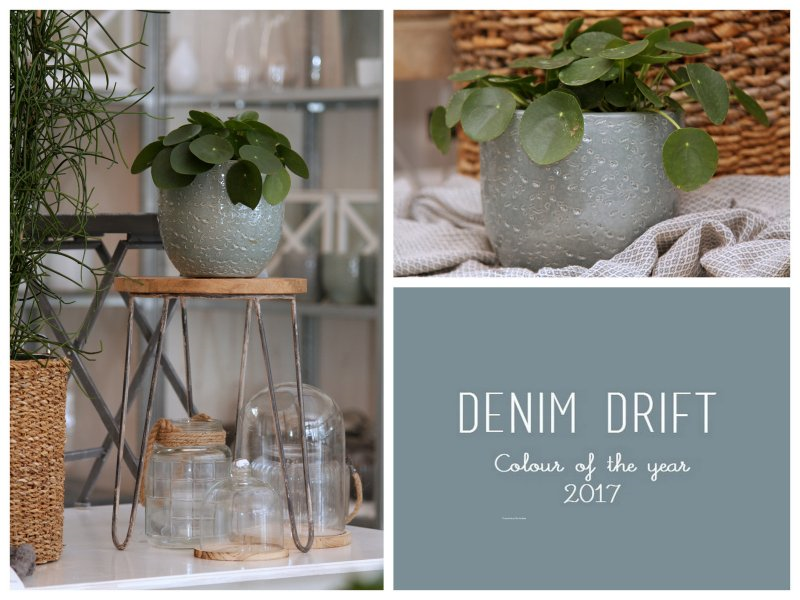 DENIM DRIFT
Colour of the year
2017